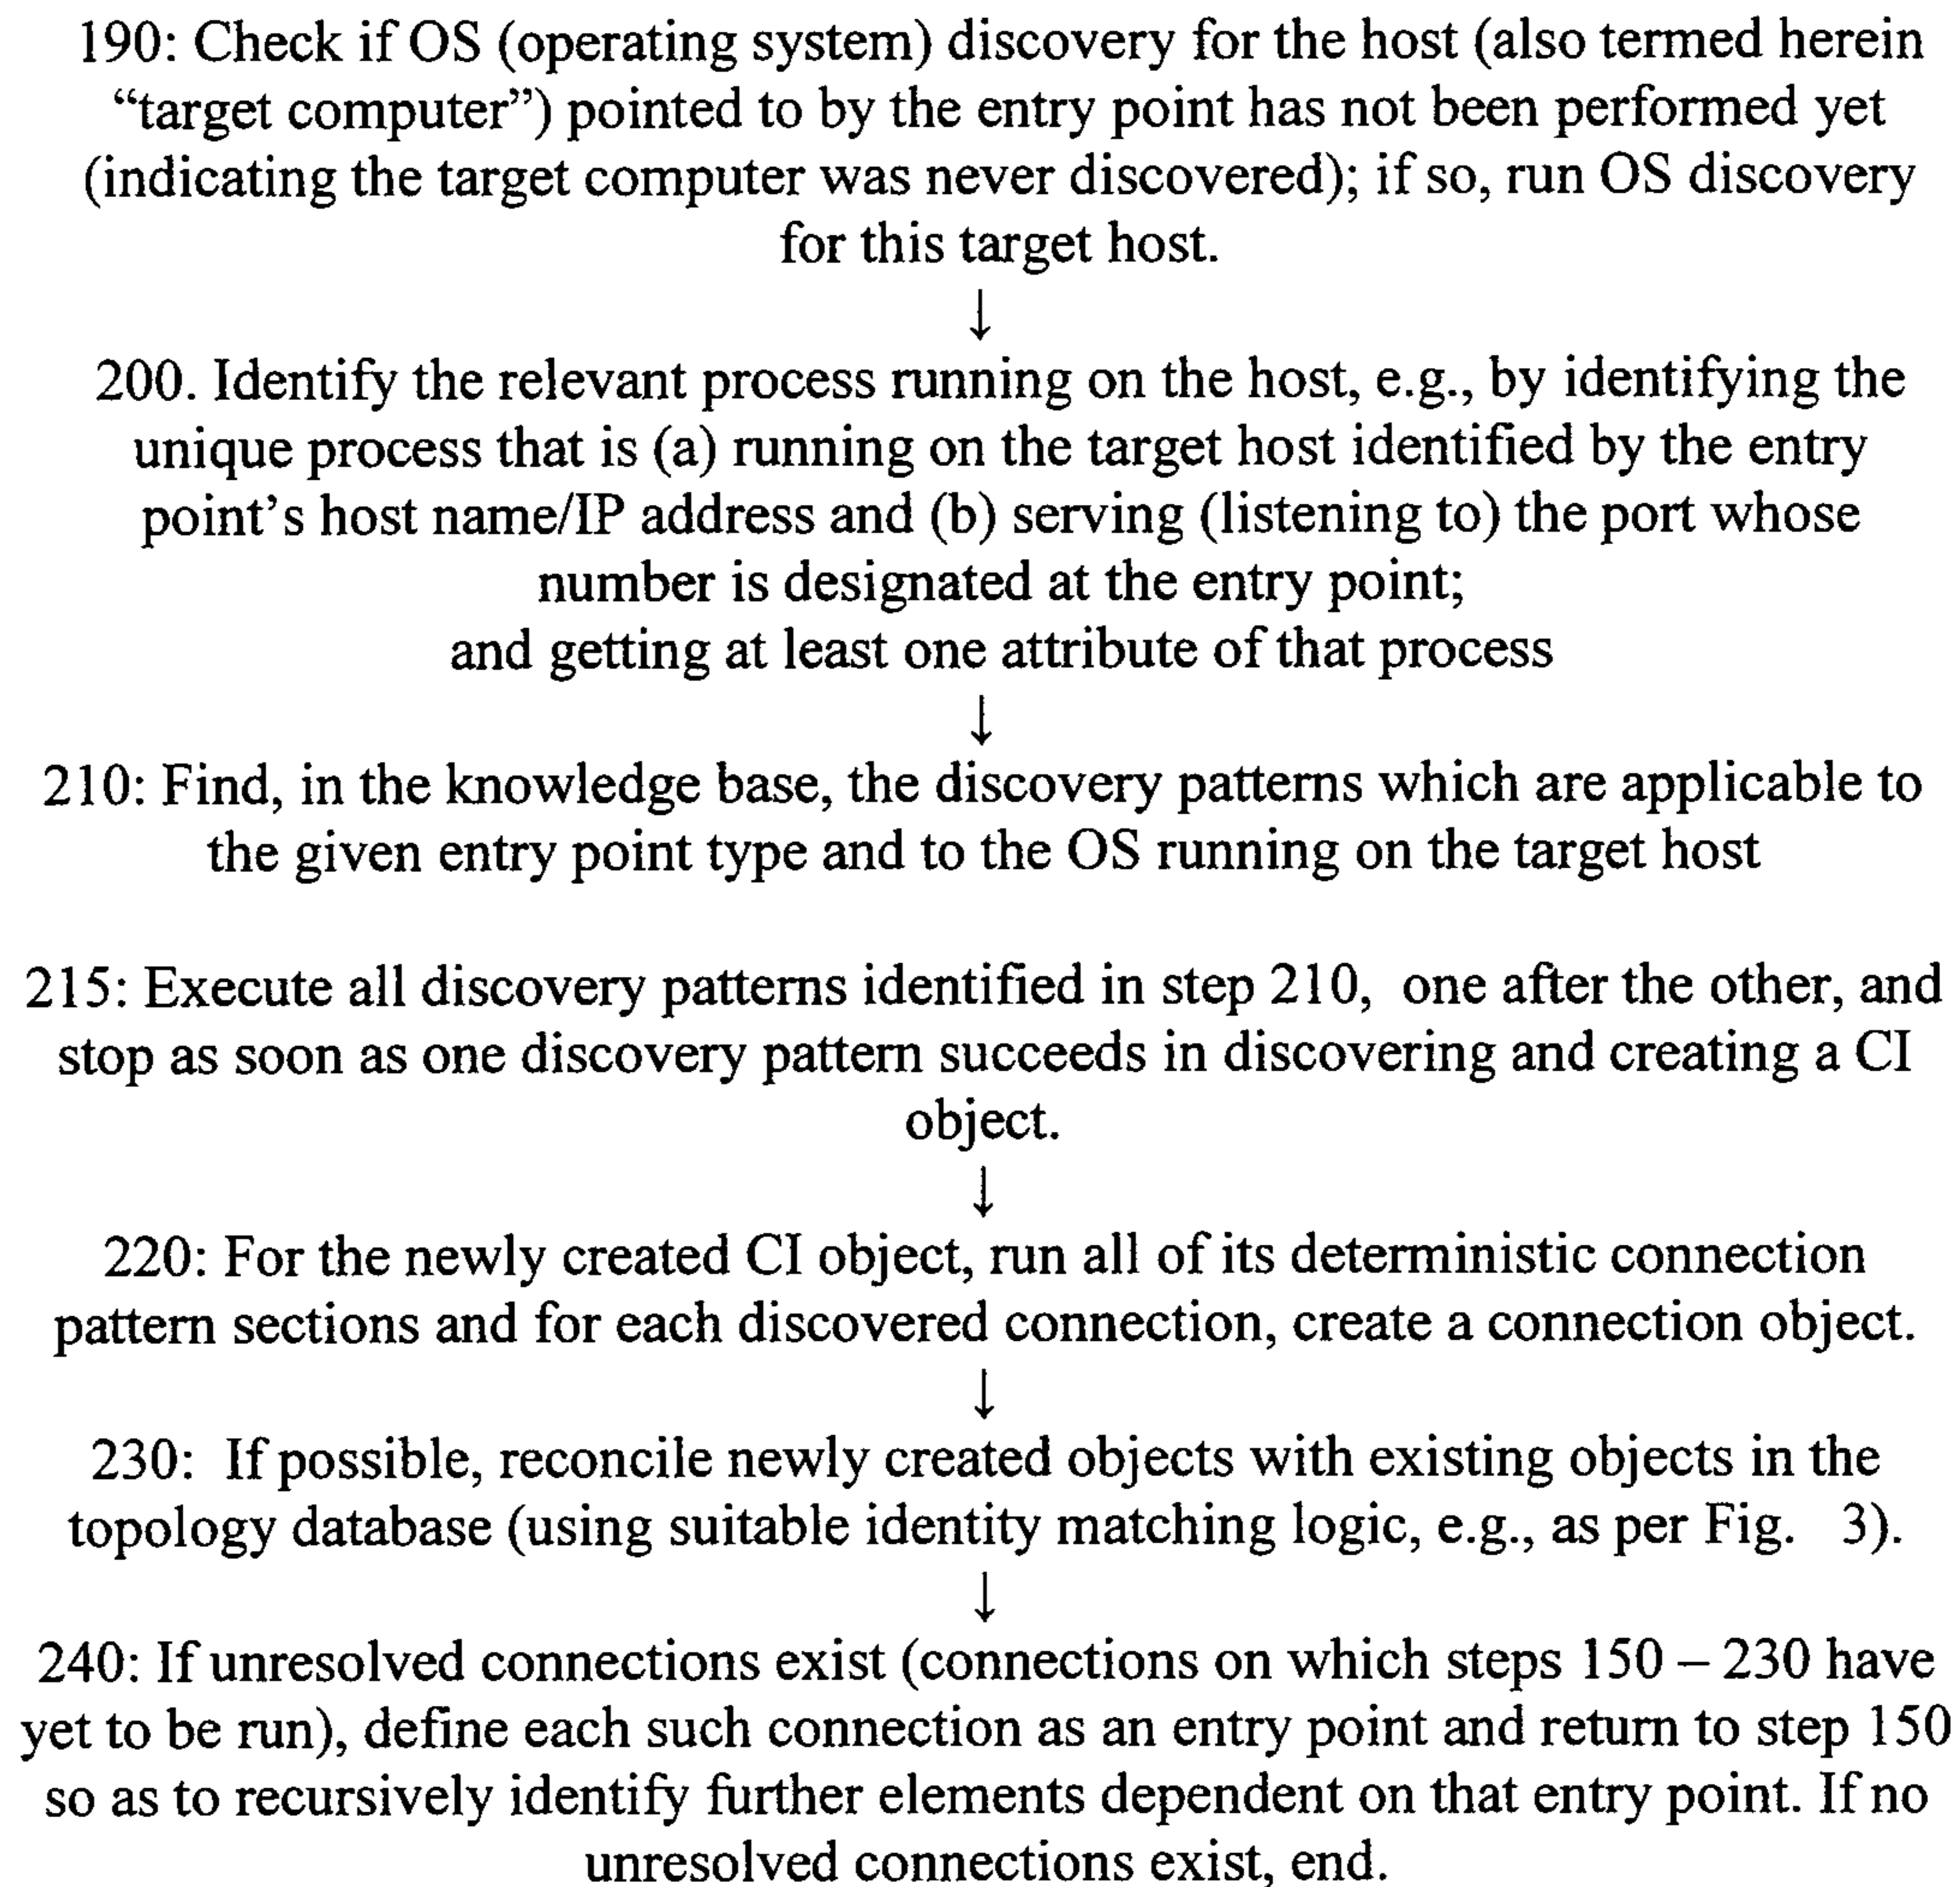 190: Check if OS (operating system) discovery for the host (also termed herein
“target computer”) pointed to by the entry point has not been performed yet
(indicating the target computer was never discovered); if so, run OS discovery
for this target host.
↓
200. Identify the relevant process running on the host, e.g., by identifying the
unique process that is (a) running on the target host identified by the entry
point’s host name/IP address and (b) serving (listening to) the port whose
number is designated at the entry point;
and getting at least one attribute of that process
↓
210: Find, in the knowledge base, the discovery patterns which are applicable to
the given entry point type and to the OS running on the target host
215: Execute all discovery patterns identified in step 210, one after the other, and
stop as soon as one discovery pattern succeeds in discovering and creating a CI
object.
↓
220: For the newly created CI object, run all of its deterministic connection
pattern sections and for each discovered connection, create a connection object.
↓
230: If possible, reconcile newly created objects with existing objects in the
topology database (using suitable identity matching logic, e.g., as per Fig. 3).
↓
240: If unresolved connections exist (connections on which steps 150 – 230 have
yet to be run), define each such connection as an entry point and return to step 150
so as to recursively identify further elements dependent on that entry point. If no
unresolved connections exist, end.